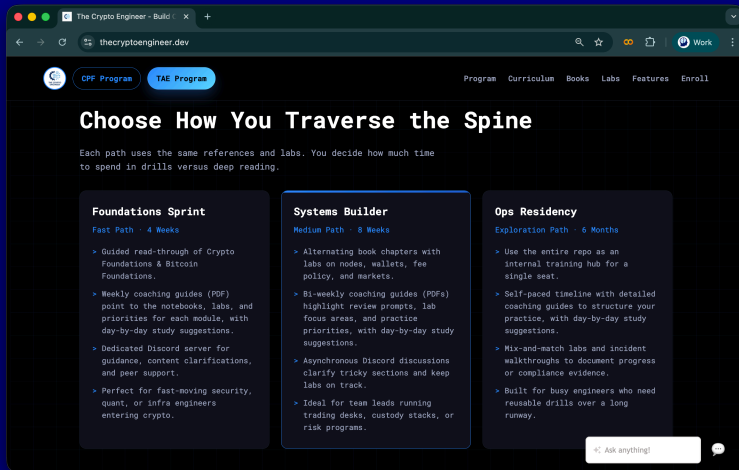 The Crypto Engineer - Build C
thecryptoengineer.dev
Work
CPF Program
TAE Program
Program
Curriculum
Books
Labs
Features
Enroll
Choose How You Traverse the Spine
Each path uses the same references and labs. You decide how much time
to spend in drills versus deep reading.
Foundations Sprint
Fast Path · 4 Weeks
> Guided read-through of Crypto
Foundations & Bitcoin
Foundations.
> Weekly coaching guides (PDF)
point to the notebooks, labs, and
priorities for each module, with
day-by-day study suggestions.
> Dedicated Discord server for
guidance, content clarifications,
and peer support.
> Perfect for fast-moving security,
quant, or infra engineers
entering crypto.
Systems Builder
Medium Path · 8 Weeks
> Alternating book chapters with
labs on nodes, wallets, fee
policy, and markets.
> Bi-weekly coaching guides (PDFs)
highlight review prompts, lab
focus areas, and practice
priorities, with day-by-day study
suggestions.
> Asynchronous Discord discussions
clarify tricky sections and keep
labs on track.
> Ideal for team leads running
trading desks, custody stacks, or
risk programs.
Ops Residency
Exploration Path · 6 Months
> Use the entire repo as an
internal training hub for a
single seat.
> Self-paced timeline with detailed
coaching guides to structure your
practice, with day-by-day study
suggestions.
> Mix-and-match labs and incident
walkthroughs to document progress
or compliance evidence.
> Built for busy engineers who need
reusable drills over a long
runway.
Ask anything!